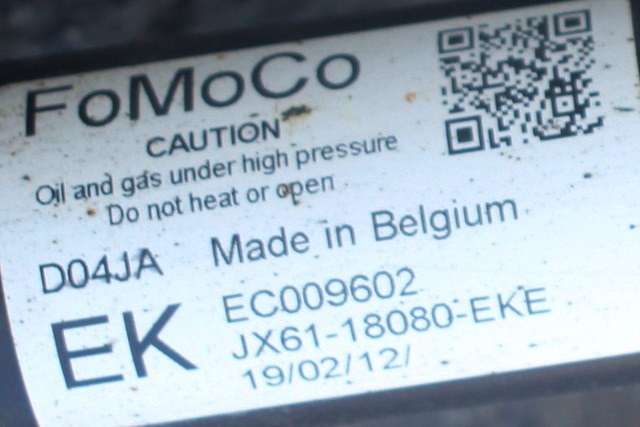 FoMoCo
CAUTION
Oil and gas under high pressure
Do not heat or open
D04JA Made in Belgium
EK
EC009602
JX61-18080-EKE
19/02/12/